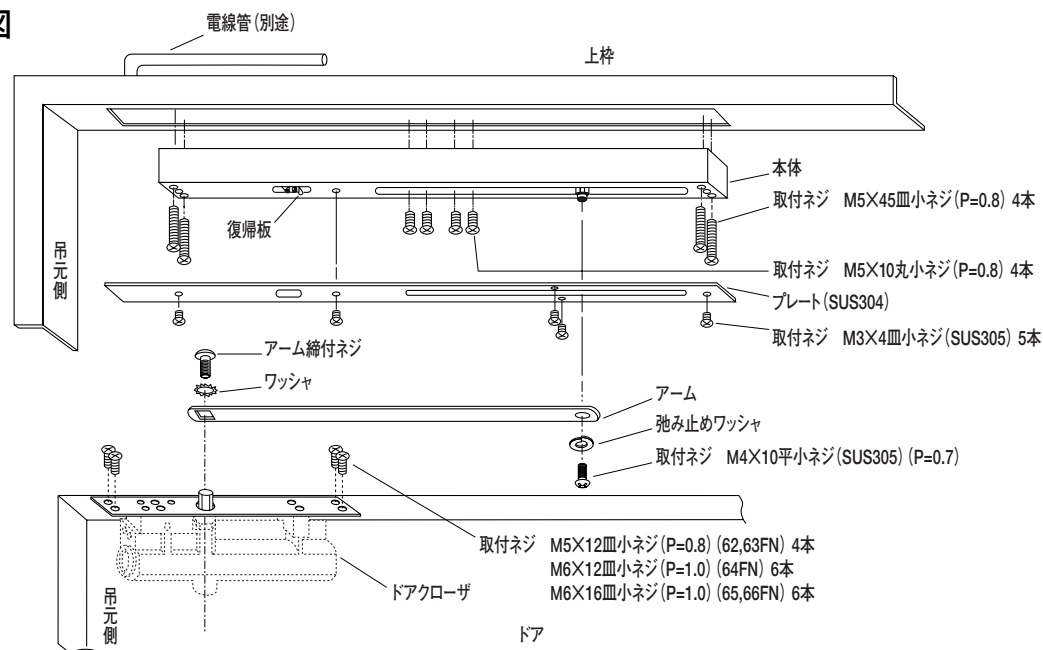 図
電線管(別途)
上枠
本体
取付ネジ M5×45皿小ネジ(P=0.8) 4本
復帰板
吊元側
取付ネジ M5×10丸小ネジ(P=0.8) 4本
プレート(SUS304)
取付ネジ M3×4皿小ネジ(SUS305) 5本
アーム締付ネジ
ワッシャ
アーム
弛み止めワッシャ
取付ネジ M4×10平小ネジ(SUS305) (P=0.7)
取付ネジ M5×12皿小ネジ(P=0.8) (62,63FN) 4本
M6×12皿小ネジ(P=1.0) (64FN) 6本
M6×16皿小ネジ(P=1.0) (65,66FN) 6本
ドアクローザ
吊元側
ドア